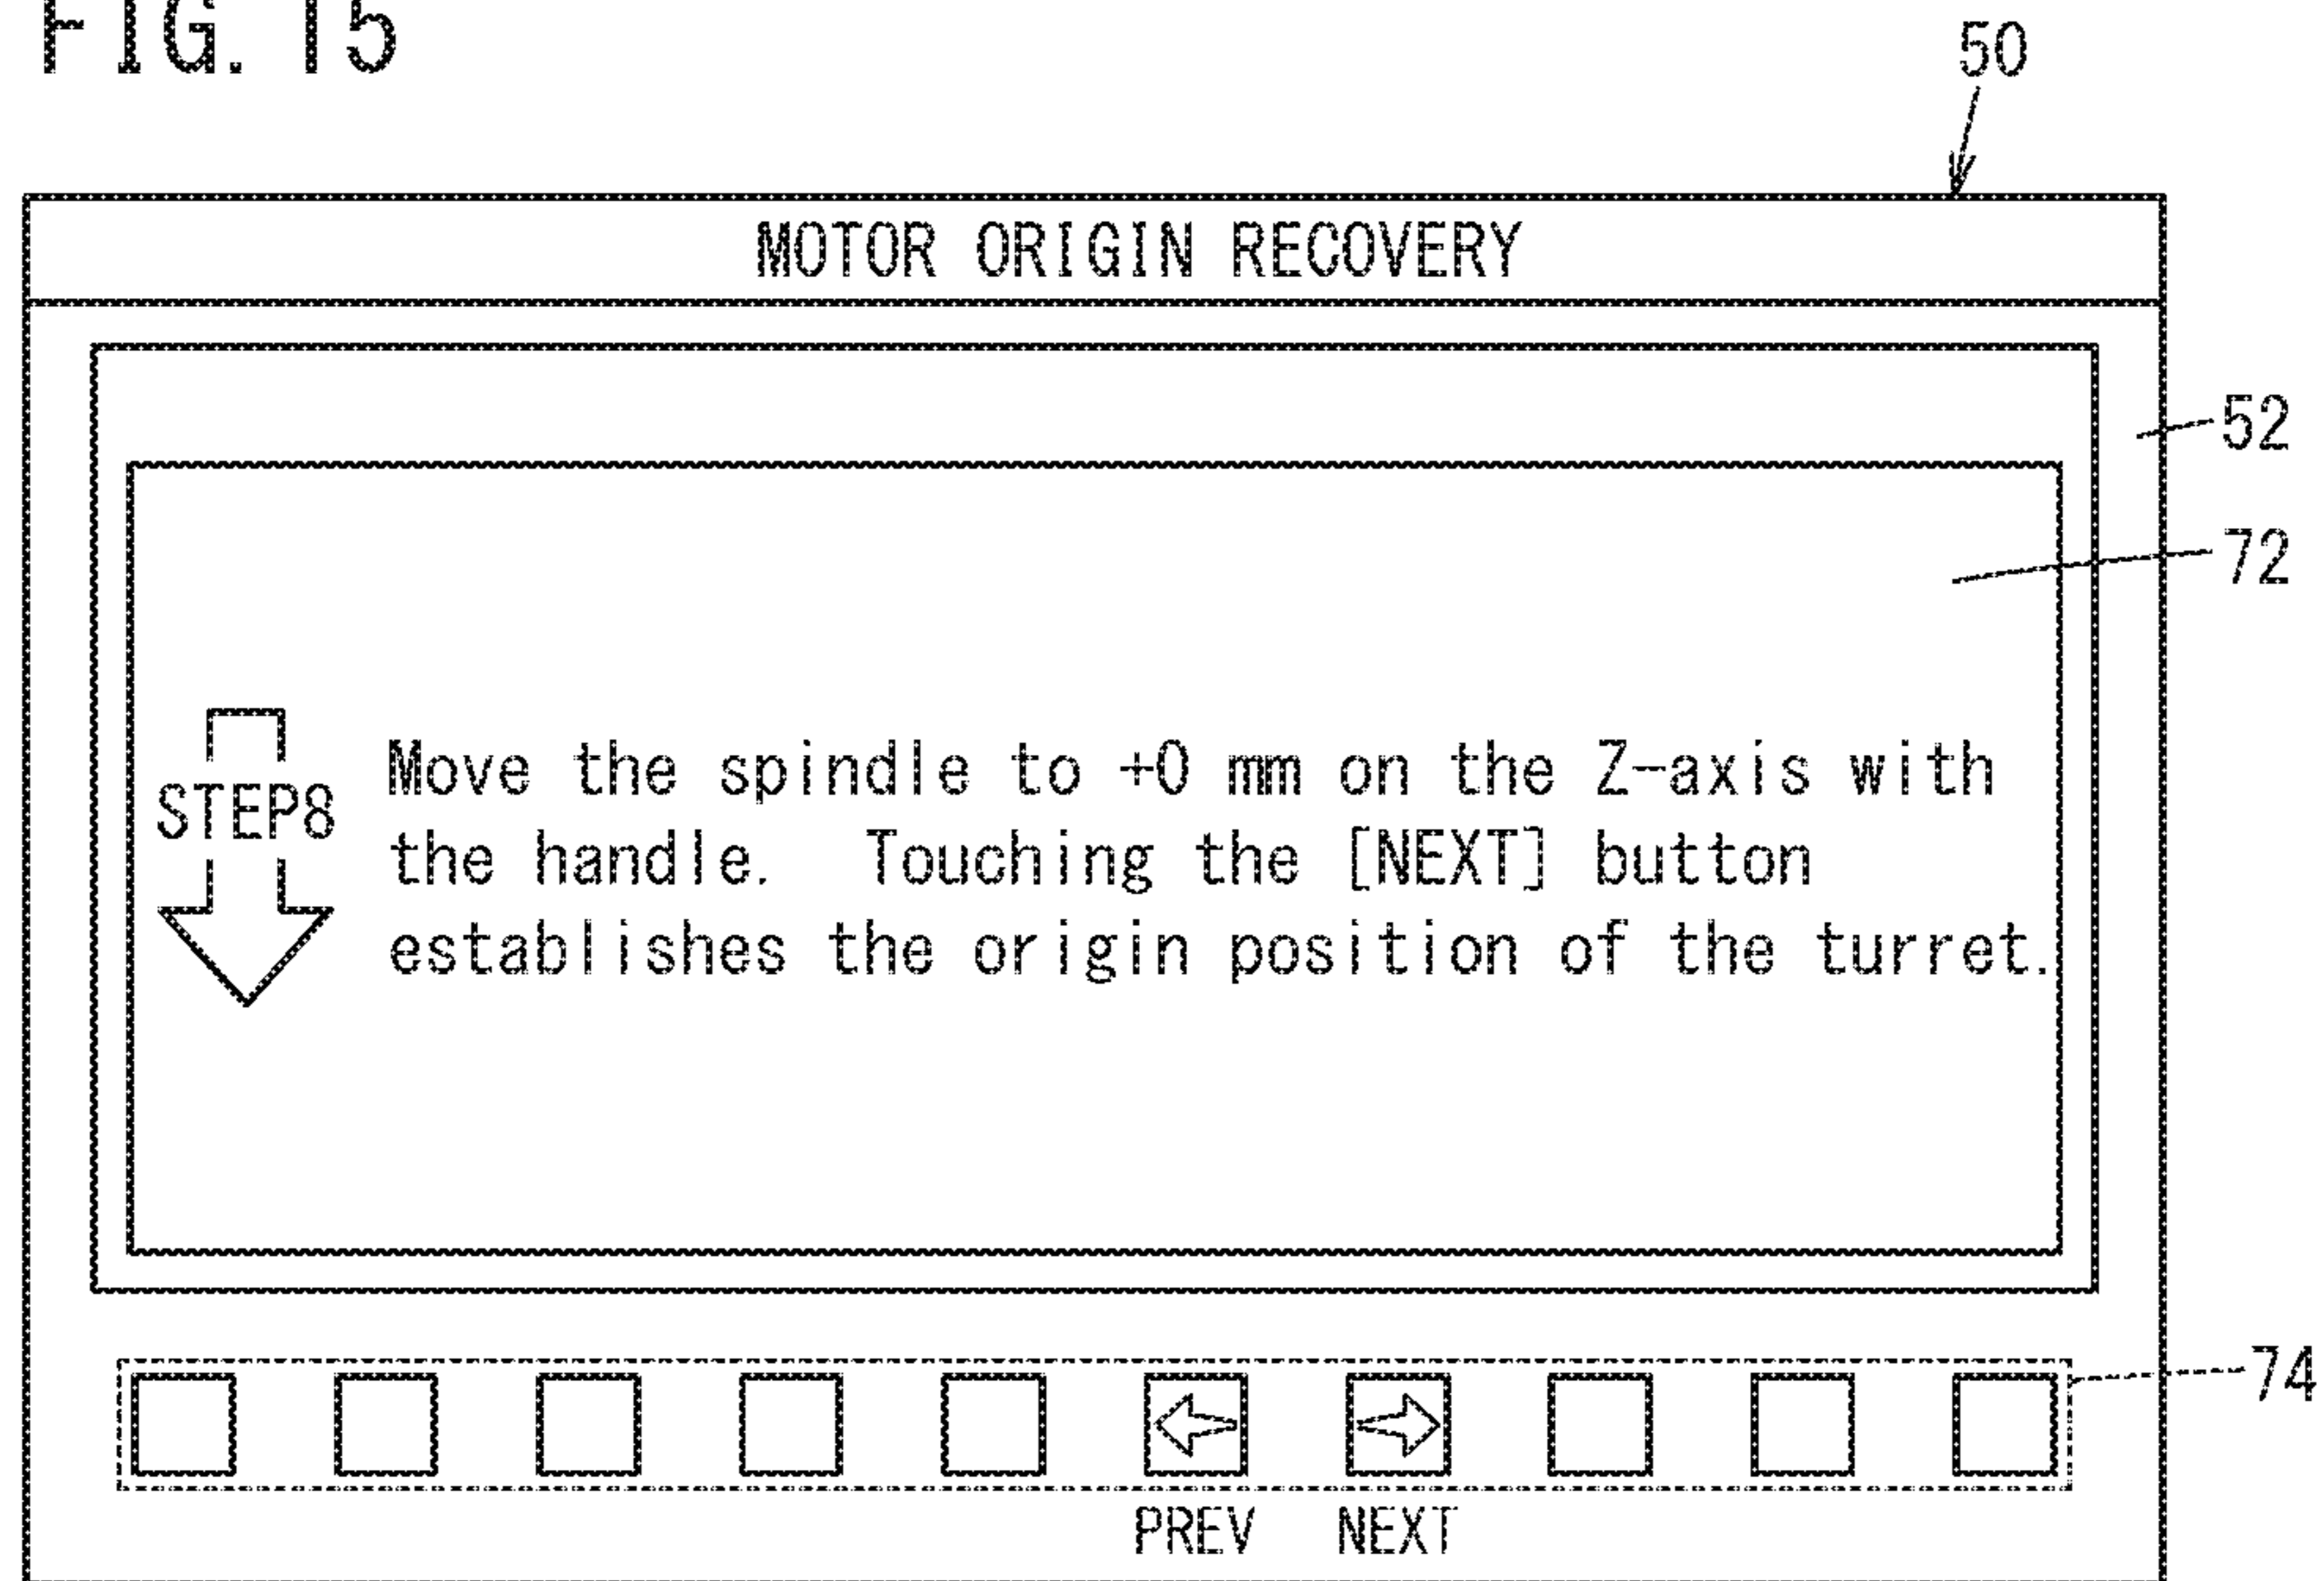 FIG. 15
50
MOTOR ORIGIN RECOVERY
52
72
STEP8
Move the spindle to +0 mm on the Z-axis with
the handle. Touching the [NEXT] button
establishes the origin position of the turret.
74
PREV NEXT